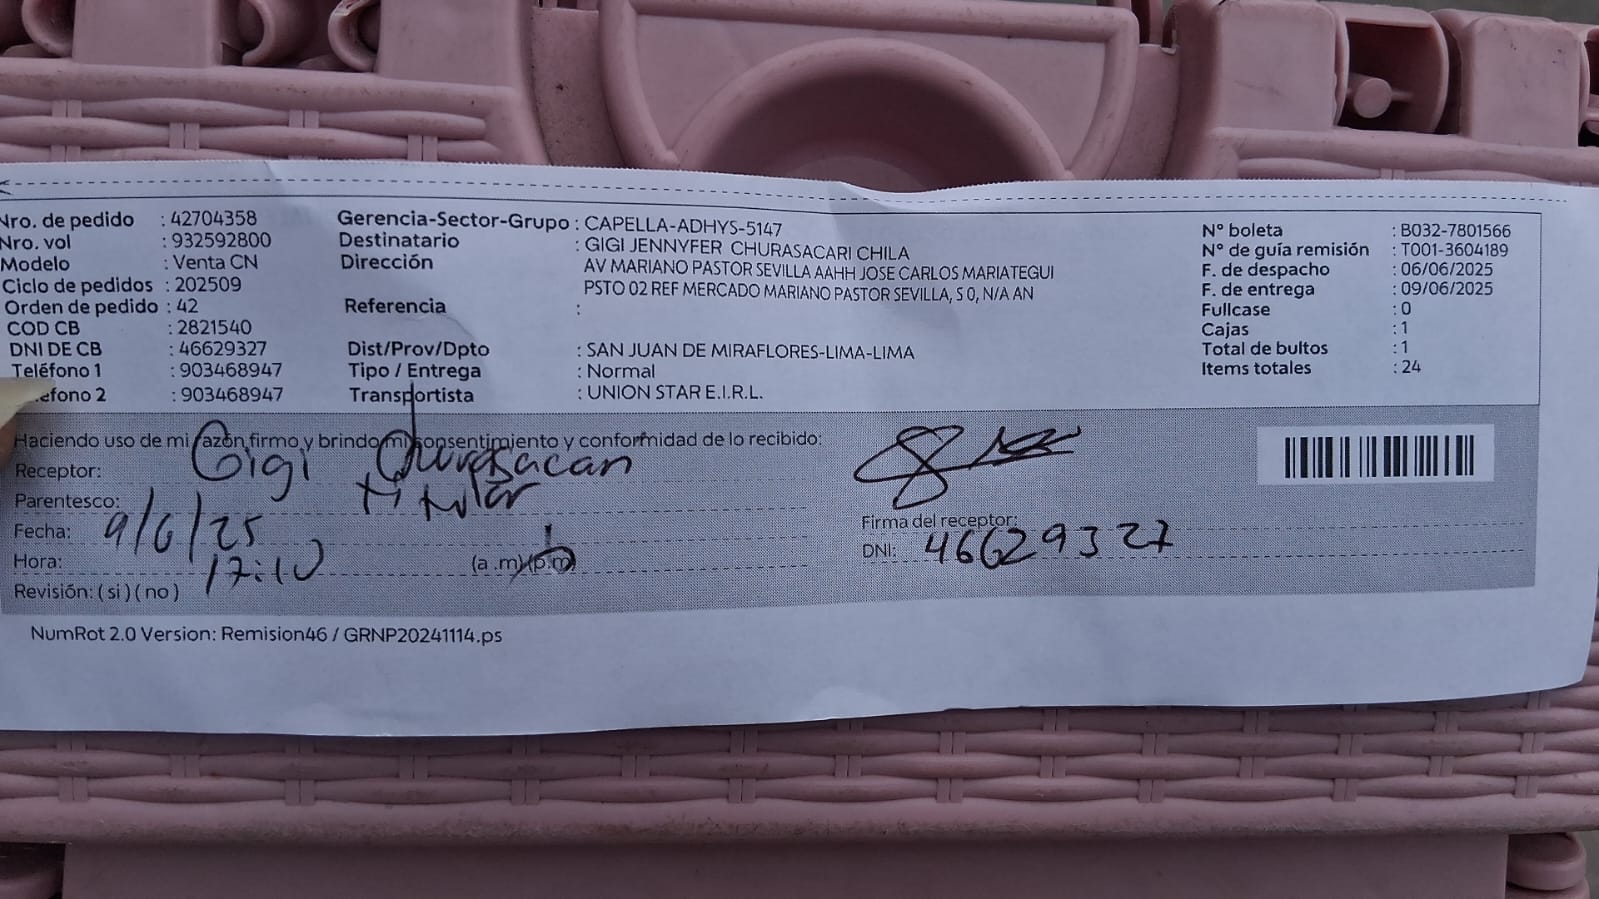 Nro. de pedido : 42704358
Nro. vol : 932592800
Modelo : Venta CN
Ciclo de pedidos : 202509
Orden de pedido : 42
COD CB : 2821540
DNI DE CB : 46629327
Teléfono 1 : 903468947
efono 2 : 903468947
Gerencia-Sector-Grupo : CAPELLA-ADHYS-5147
Destinatario : GIGI JENNYFER CHURASACARI CHILA
Dirección AV MARIANO PASTOR SEVILLA AAHH JOSE CARLOS MARIATEGUI
PSTO 02 REF MERCADO MARIANO PASTOR SEVILLA, S 0, N/A AN
Referencia :
Dist/Prov/Dpto : SAN JUAN DE MIRAFLORES-LIMA-LIMA
Tipo / Entrega : Normal
Transportista : UNION STAR E.I.R.L.
N° boleta : B032-7801566
N° de guía remisión : T001-3604189
F. de despacho : 06/06/2025
F. de entrega : 09/06/2025
Fullcase : 0
Cajas : 1
Total de bultos : 1
Items totales : 24
Haciendo uso de mi razón firmo y brindo mi consentimiento y conformidad de lo recibido:
Receptor: Gigi Churasacari
Parentesco: titular
Fecha: 9/6/25
Hora: 17:10 (a .m)(p.m)
Revisión: ( si ) ( no )
Firma del receptor:
DNI: 46629327
NumRot 2.0 Version: Remision46 / GRNP20241114.ps